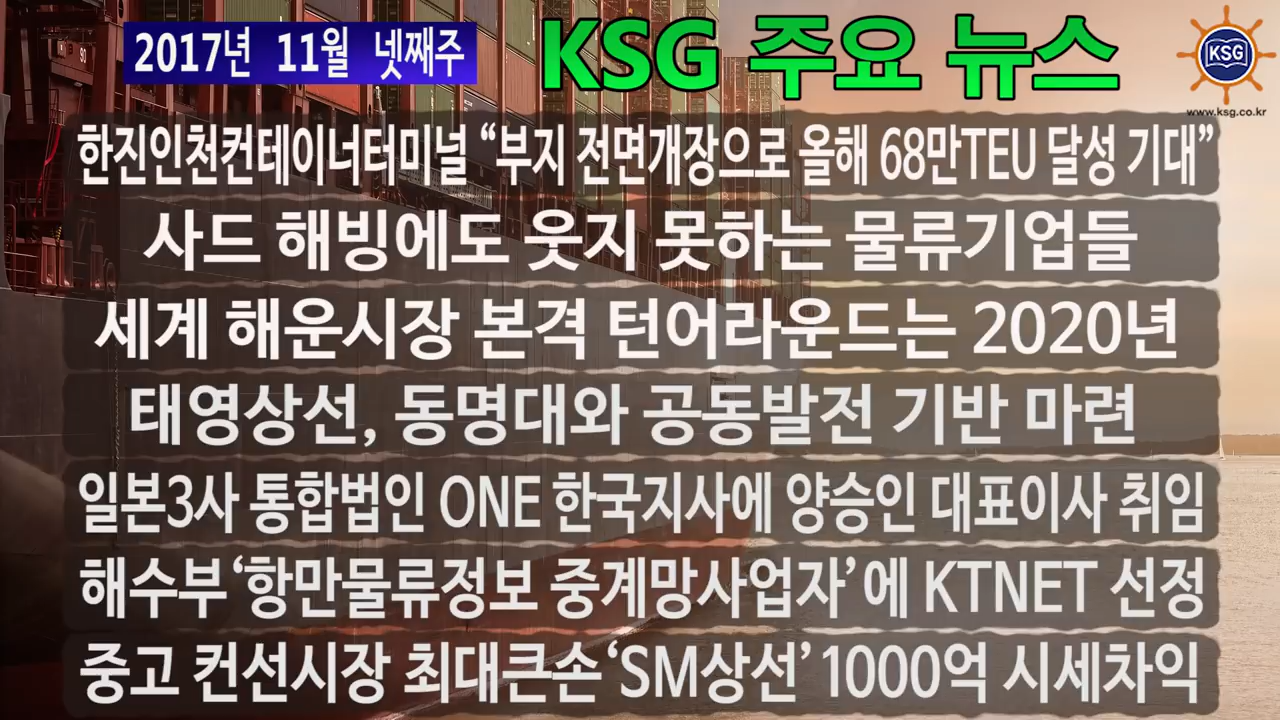 2017년 11월 넷째주
KSG 주요 뉴스
KSG
www.ksg.co.kr
한진인천컨테이너터미널 “부지 전면개장으로 올해 68만TEU 달성 기대”
사드 해빙에도 웃지 못하는 물류기업들
세계 해운시장 본격 턴어라운드는 2020년
태영상선, 동명대와 공동발전 기반 마련
일본3사 통합법인 ONE 한국지사에 양승인 대표이사 취임
해수부 ‘항만물류정보 중계망사업자’에 KTNET 선정
중고 컨선시장 최대큰손 ‘SM상선’ 1000억 시세차익